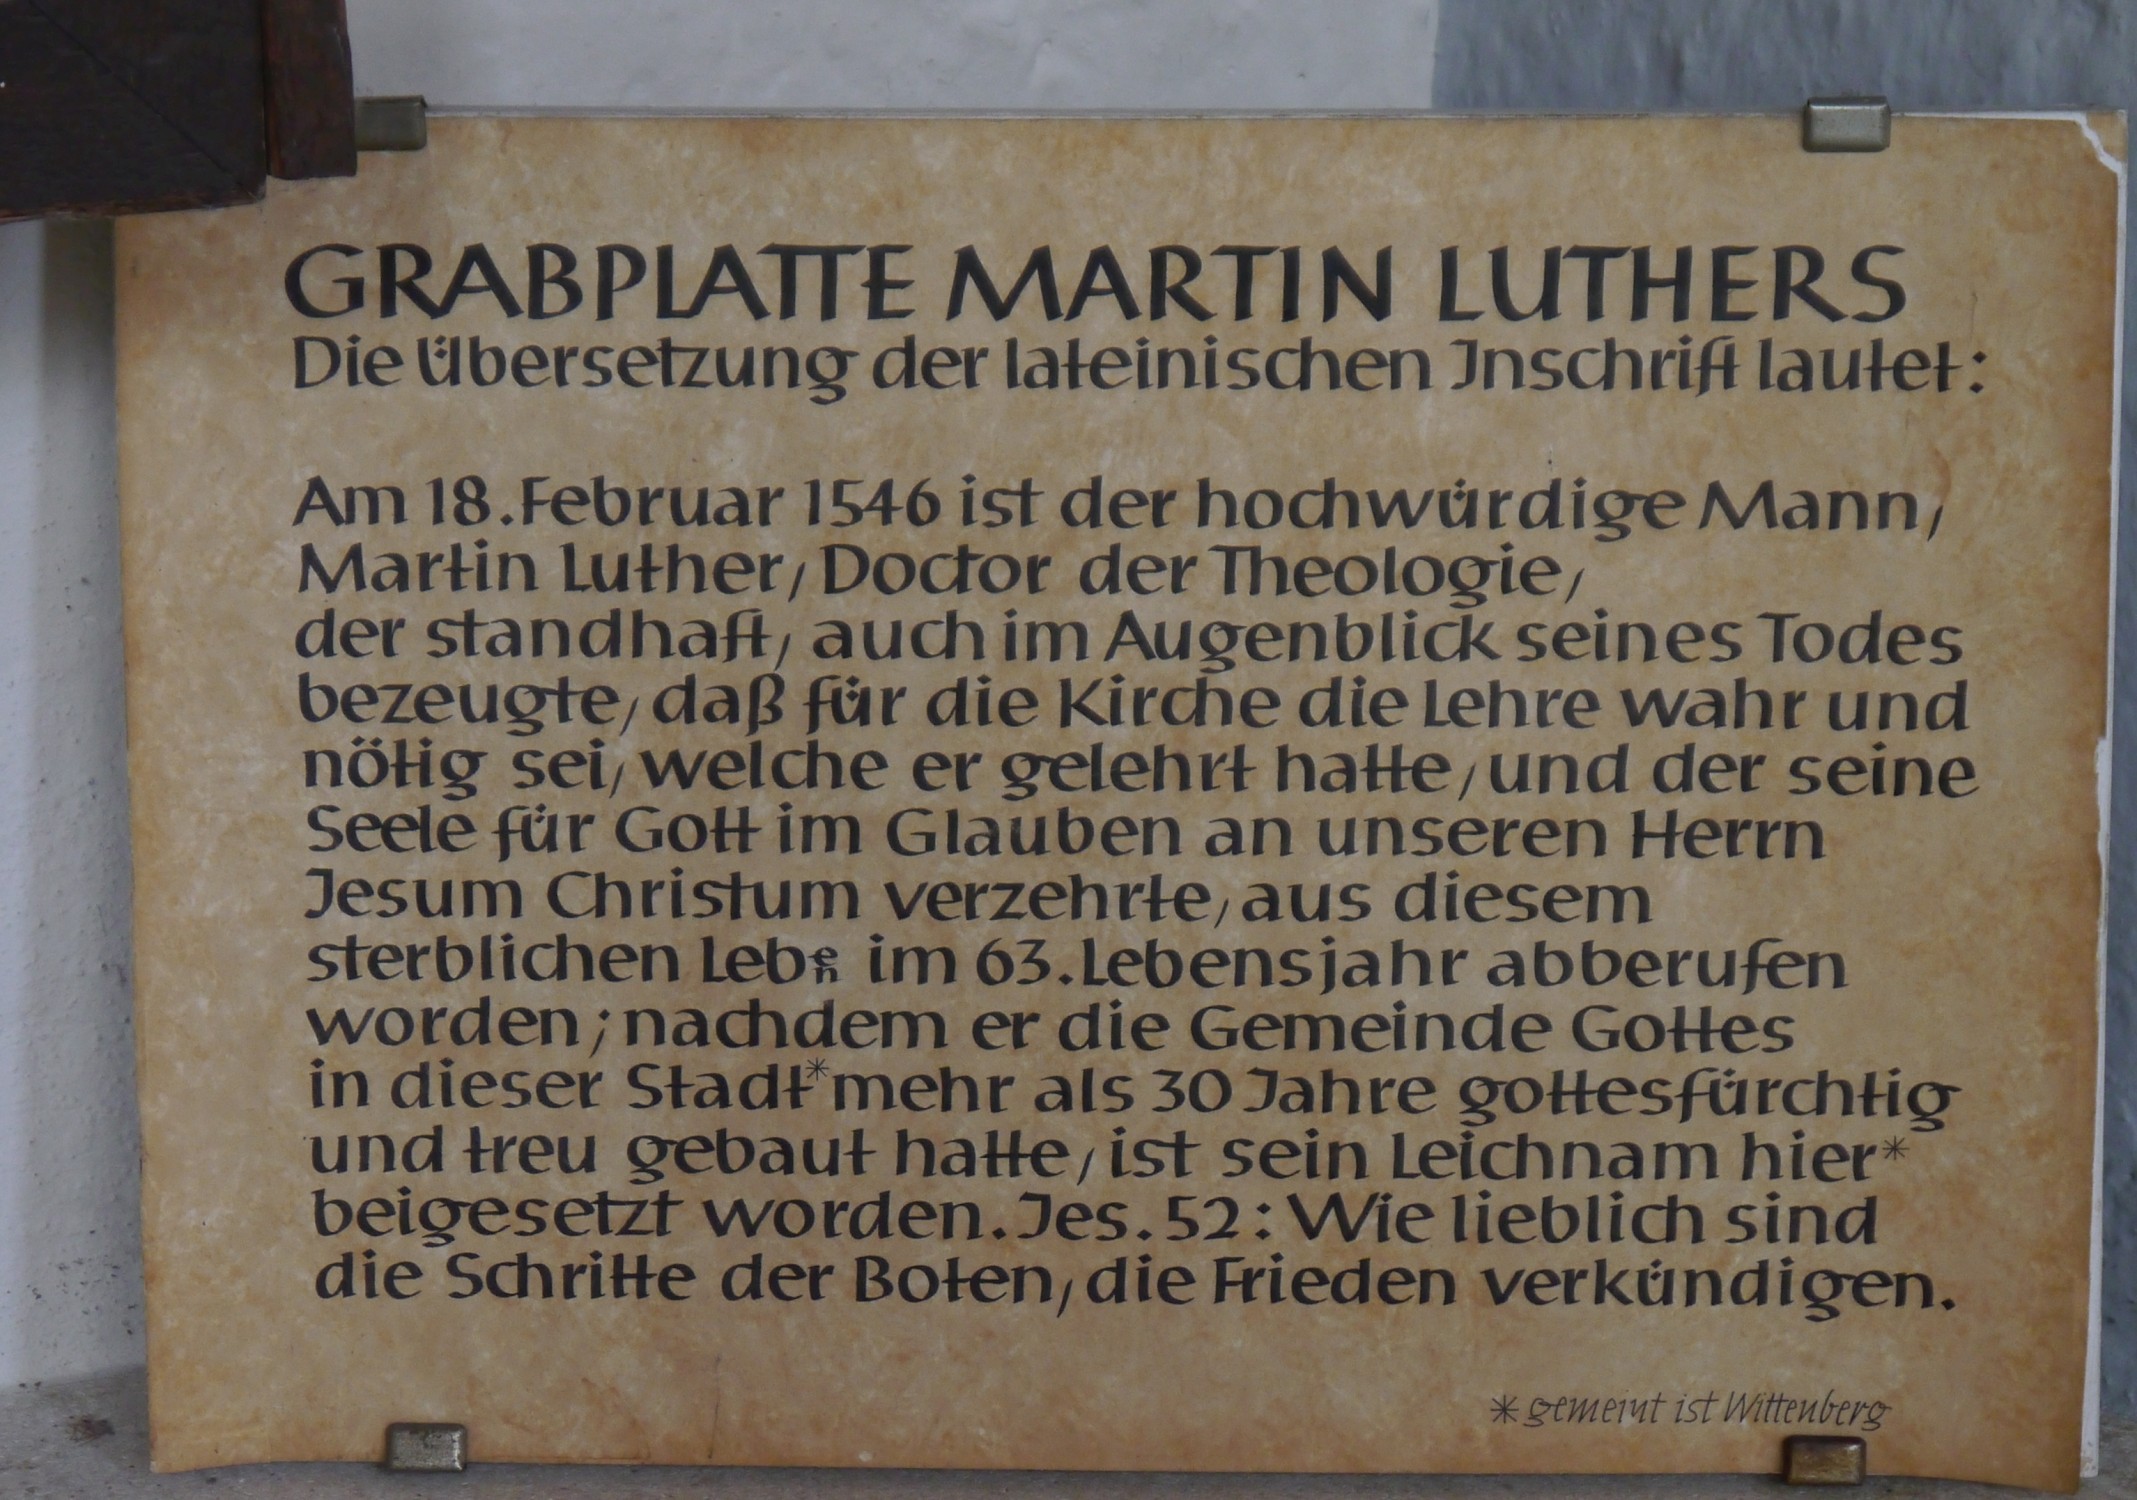 GRABPLATTE MARTIN LUTHERS
Die Übersetzung der lateinischen Inschrift lautet:
Am 18. Februar 1546 ist der hochwürdige Mann,
Martin Luther, Doctor der Theologie,
der standhaft, auch im Augenblick seines Todes
bezeugte, daß für die Kirche die Lehre wahr und
nötig sei, welche er gelehrt hatte, und der seine
Seele für Gott im Glauben an unseren Herrn
Jesum Christum verzehrte, aus diesem
sterblichen Leben im 63. Lebensjahr abberufen
worden; nachdem er die Gemeinde Gottes
in dieser Stadt* mehr als 30 Jahre gottesfürchtig
und treu gebaut hatte, ist sein Leichnam hier*
beigesetzt worden. Jes. 52: Wie lieblich sind
die Schritte der Boten, die Frieden verkündigen.
* gemeint ist Wittenberg